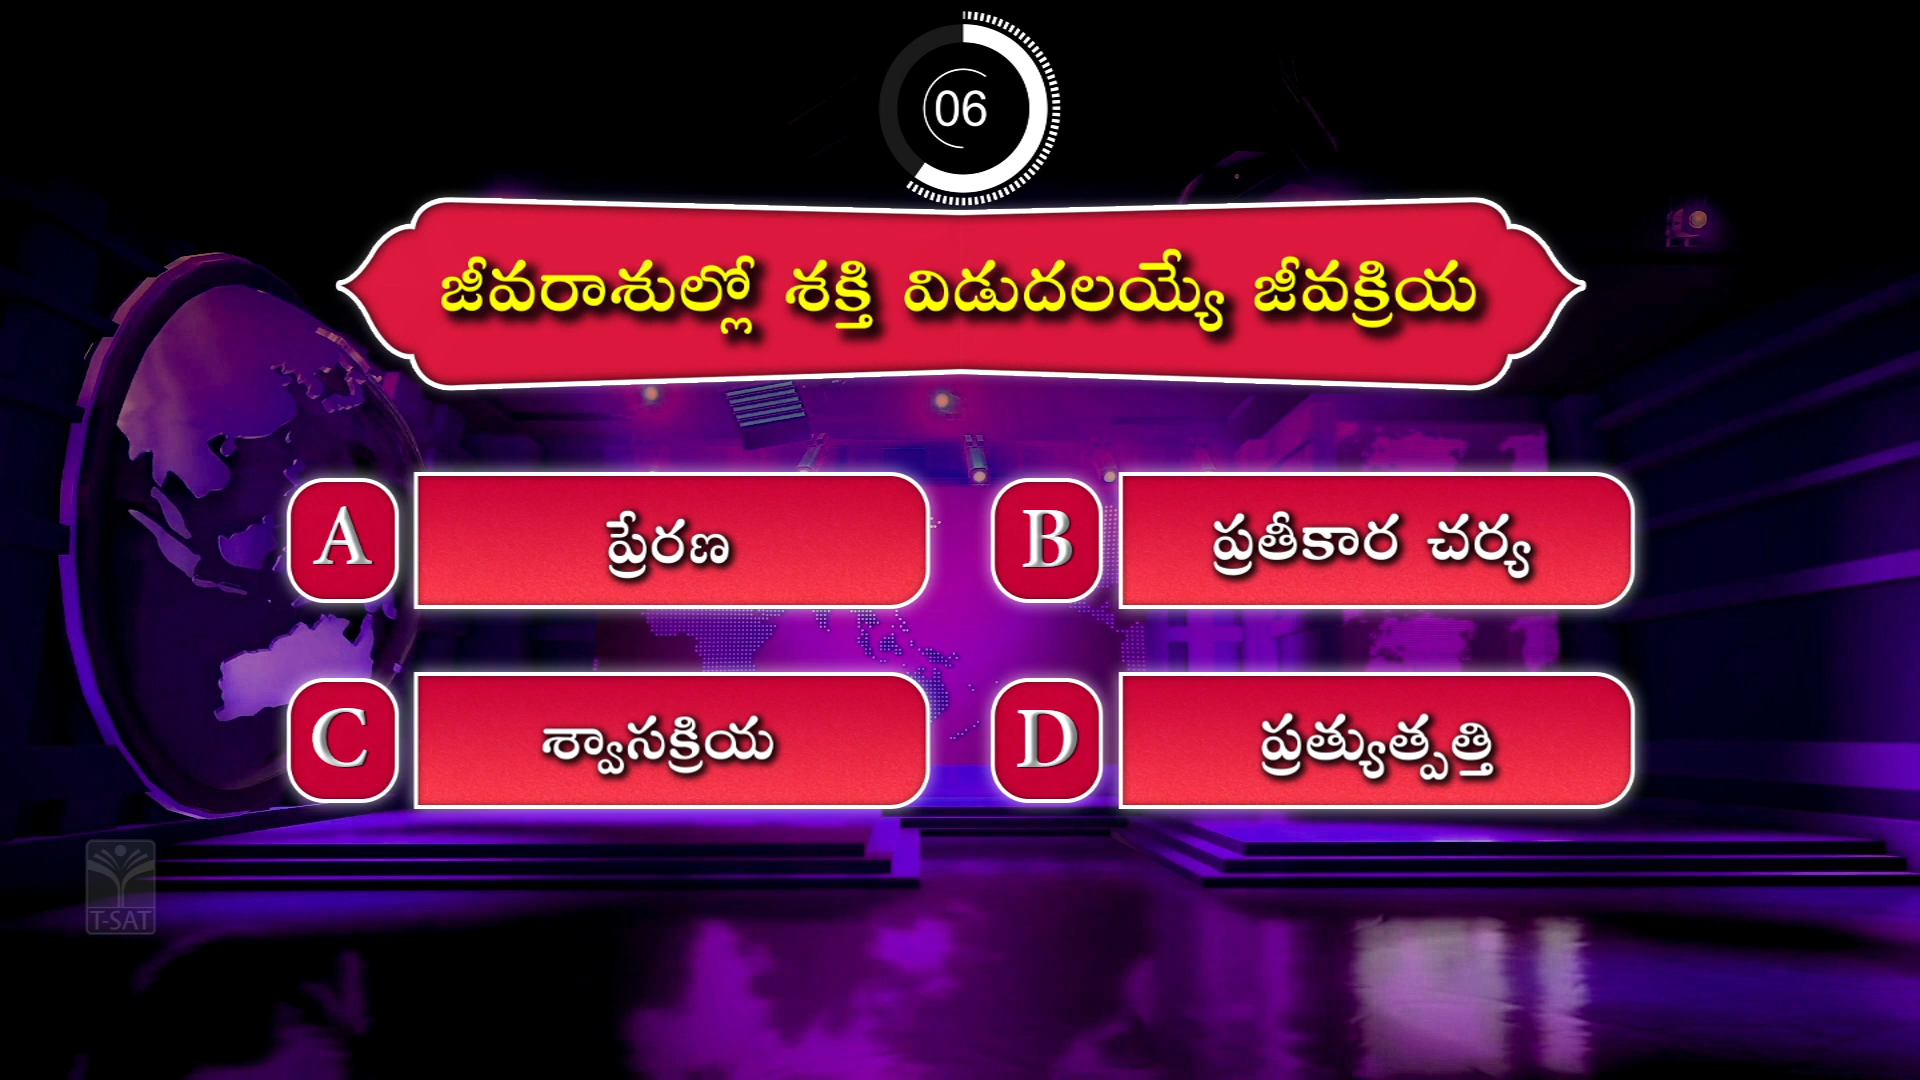 06
జీవరాశుల్లో శక్తి విడుదలయ్యే జీవక్రియ
A ప్రేరణ
B ప్రతీకార చర్య
C శ్వాసక్రియ
D ప్రత్యుత్పత్తి
T-SAT